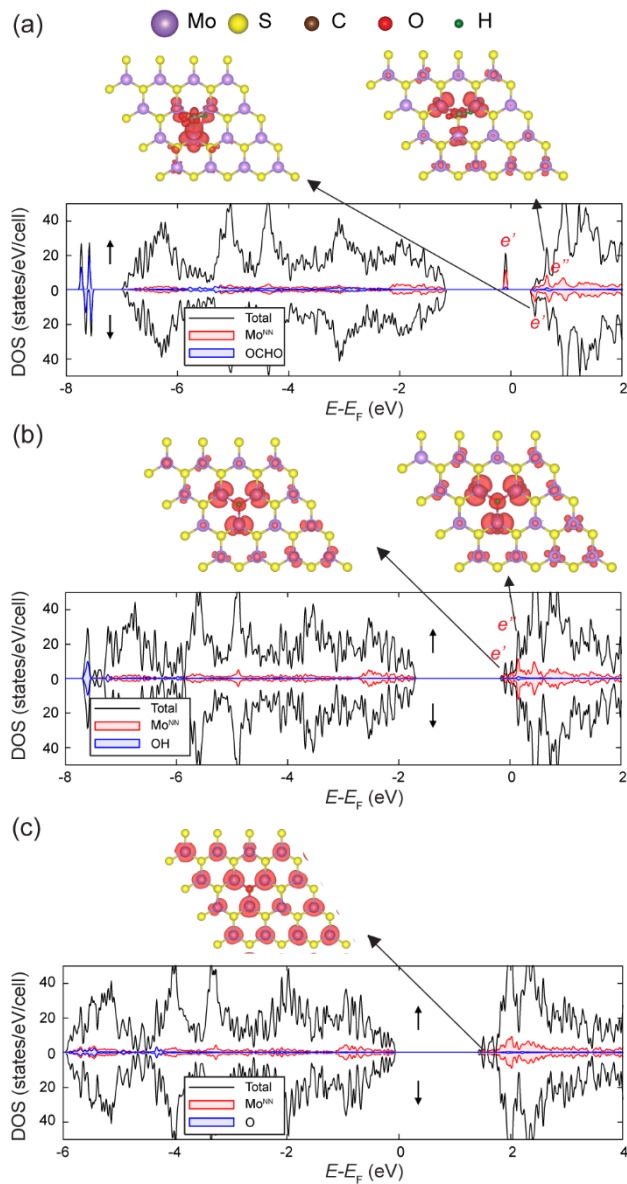 (a)
Mo S C O H
DOS (states/eV/cell)
40
20
0
20
40
e'
e''
e'
Total
Mo^NN
OCHO
-8 -6 -4 -2 0 2
E-E_F (eV)
(b)
DOS (states/eV/cell)
40
20
0
20
40
e''
e'
Total
Mo^NN
OH
-8 -6 -4 -2 0 2
E-E_F (eV)
(c)
DOS (states/eV/cell)
40
20
0
20
40
Total
Mo^NN
O
-6 -4 -2 0 2 4
E-E_F (eV)